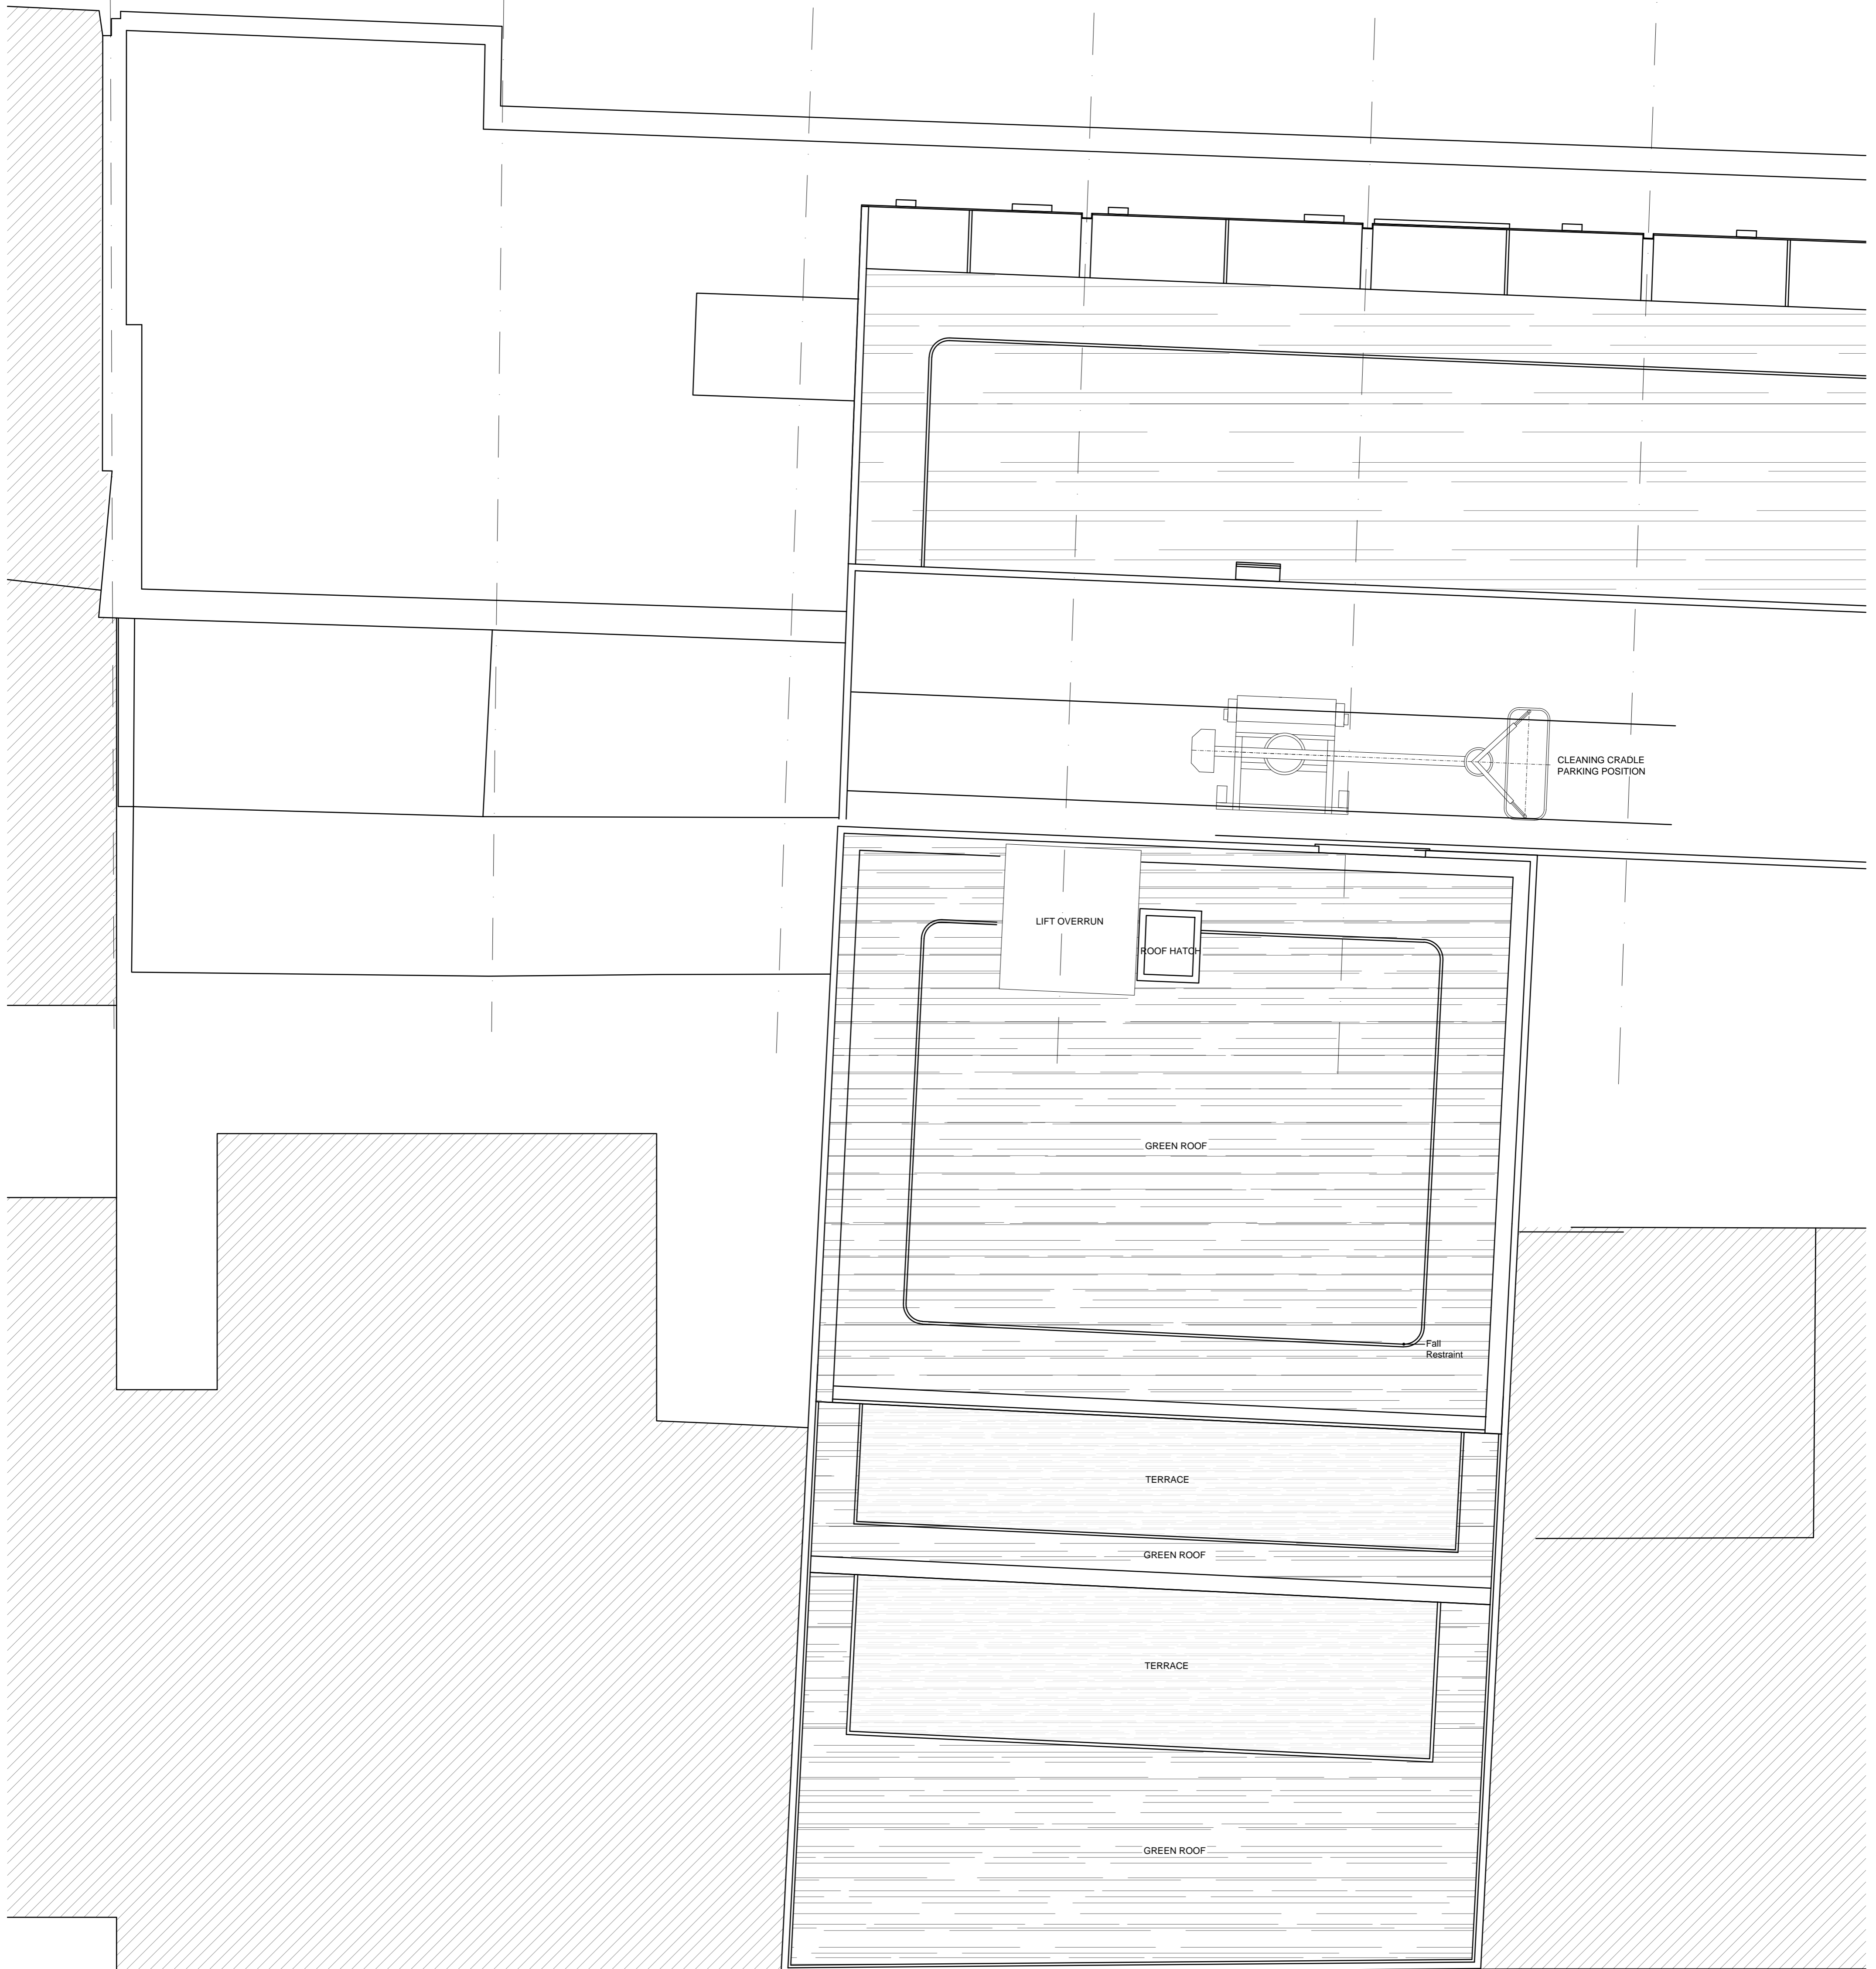 CLEANING CRADLE
PARKING POSITION
LIFT OVERRUN
ROOF HATCH
GREEN ROOF
Fall
Restraint
TERRACE
GREEN ROOF
TERRACE
GREEN ROOF